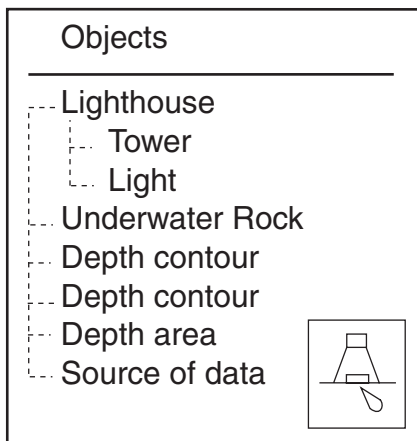 Objects
Lighthouse
Tower
Light
Underwater Rock
Depth contour
Depth contour
Depth area
Source of data